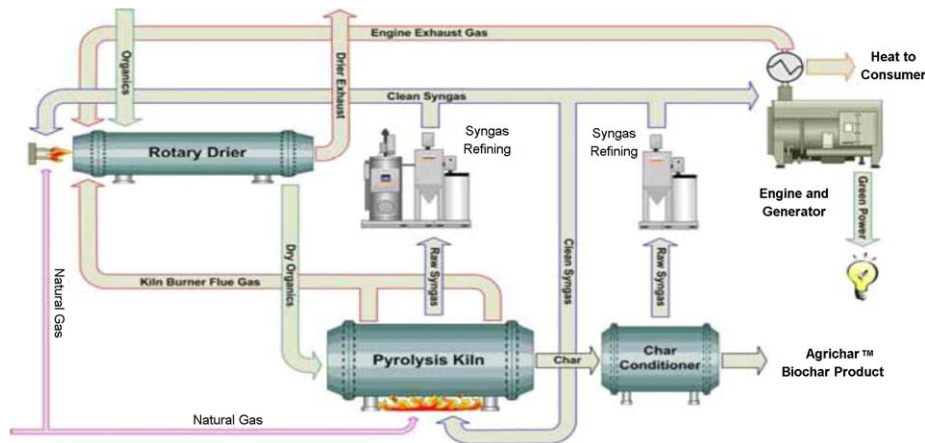 Engine Exhaust Gas
Organics
Drier Exhaust
Heat to
Consumer
Clean Syngas
Rotary Drier
Syngas
Refining
Syngas
Refining
Engine and
Generator
Green Power
Natural Gas
Dry Organics
Kiln Burner Flue Gas
Raw Syngas
Clean Syngas
Raw Syngas
Pyrolysis Kiln
Char
Char
Conditioner
Agrichar™
Biochar Product
Natural Gas